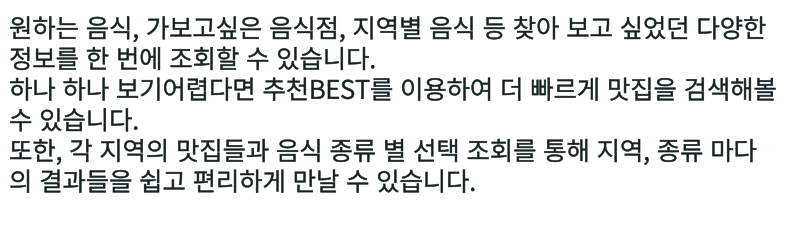 원하는 음식, 가보고싶은 음식점, 지역별 음식 등 찾아 보고 싶었던 다양한
정보를 한 번에 조회할 수 있습니다.
하나 하나 보기어렵다면 추천BEST를 이용하여 더 빠르게 맛집을 검색해볼
수 있습니다.
또한, 각 지역의 맛집들과 음식 종류 별 선택 조회를 통해 지역, 종류 마다
의 결과들을 쉽고 편리하게 만날 수 있습니다.